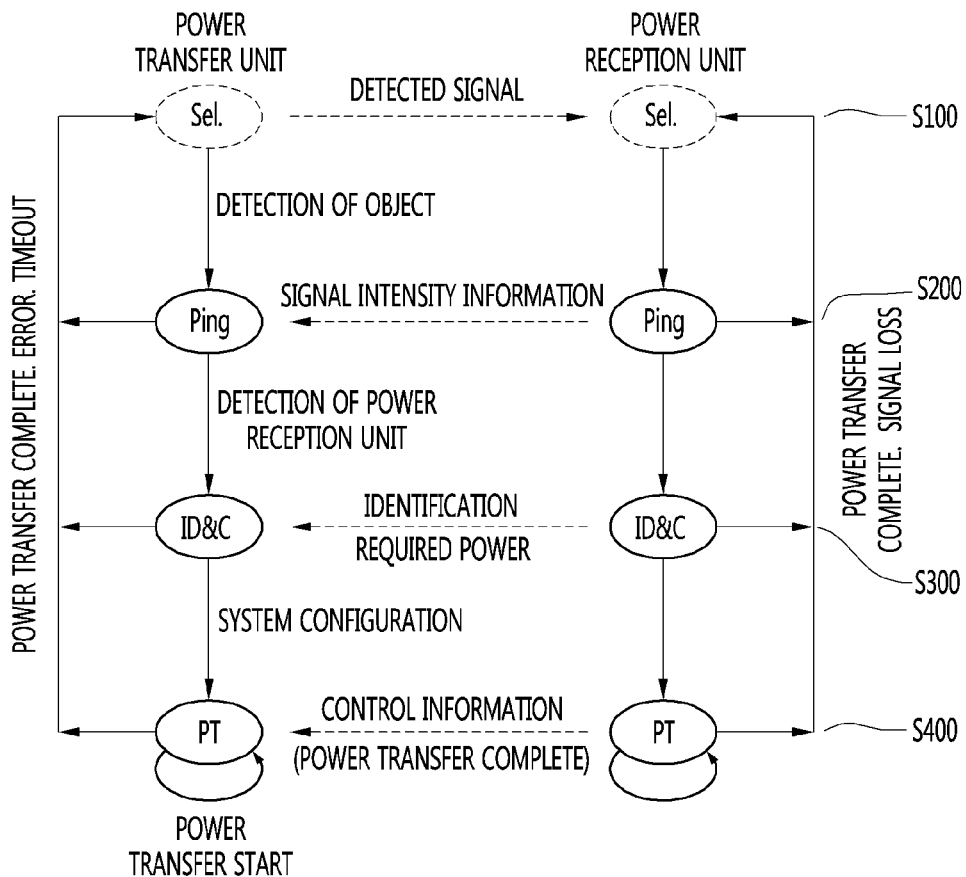 POWER
TRANSFER UNIT
POWER
RECEPTION UNIT
Sel.
DETECTED SIGNAL
Sel.
S100
DETECTION OF OBJECT
POWER TRANSFER COMPLETE. ERROR. TIMEOUT
Ping
SIGNAL INTENSITY INFORMATION
Ping
S200
POWER TRANSFER
COMPLETE. SIGNAL LOSS
DETECTION OF POWER
RECEPTION UNIT
ID&C
IDENTIFICATION
REQUIRED POWER
ID&C
S300
SYSTEM CONFIGURATION
PT
CONTROL INFORMATION
(POWER TRANSFER COMPLETE)
PT
S400
POWER
TRANSFER START